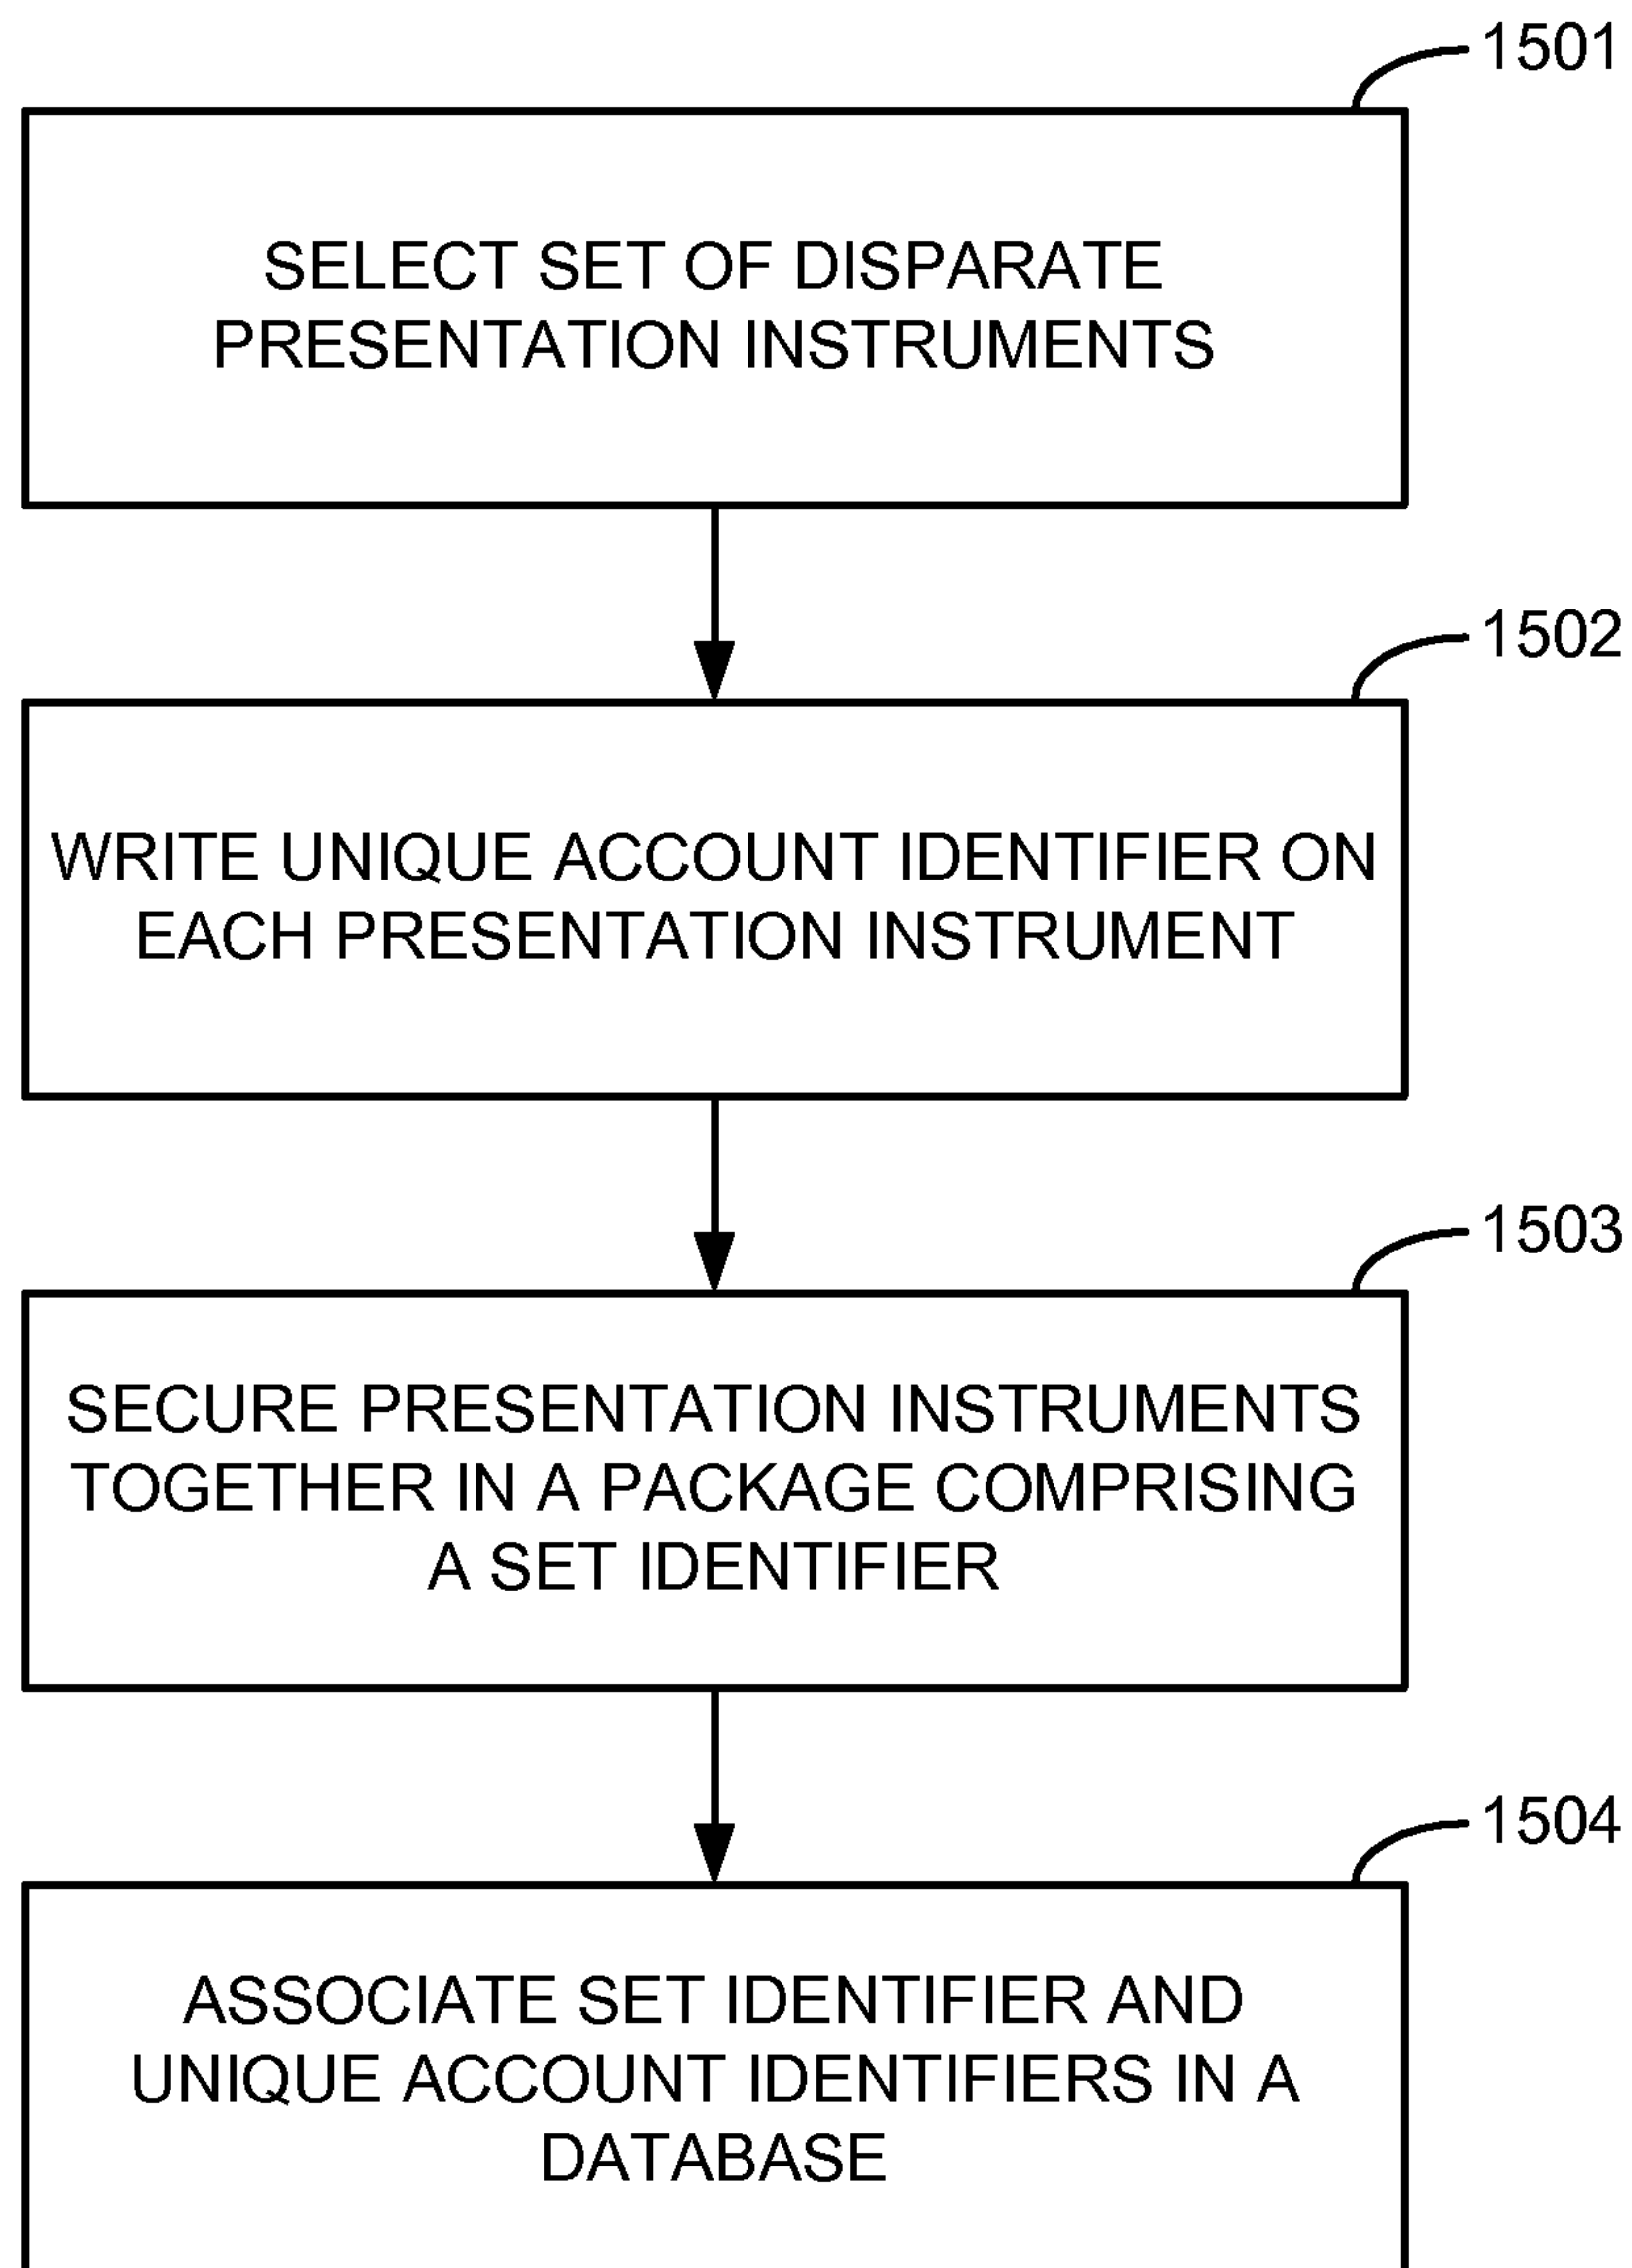 1501
SELECT SET OF DISPARATE
PRESENTATION INSTRUMENTS
1502
WRITE UNIQUE ACCOUNT IDENTIFIER ON
EACH PRESENTATION INSTRUMENT
1503
SECURE PRESENTATION INSTRUMENTS
TOGETHER IN A PACKAGE COMPRISING
A SET IDENTIFIER
1504
ASSOCIATE SET IDENTIFIER AND
UNIQUE ACCOUNT IDENTIFIERS IN A
DATABASE